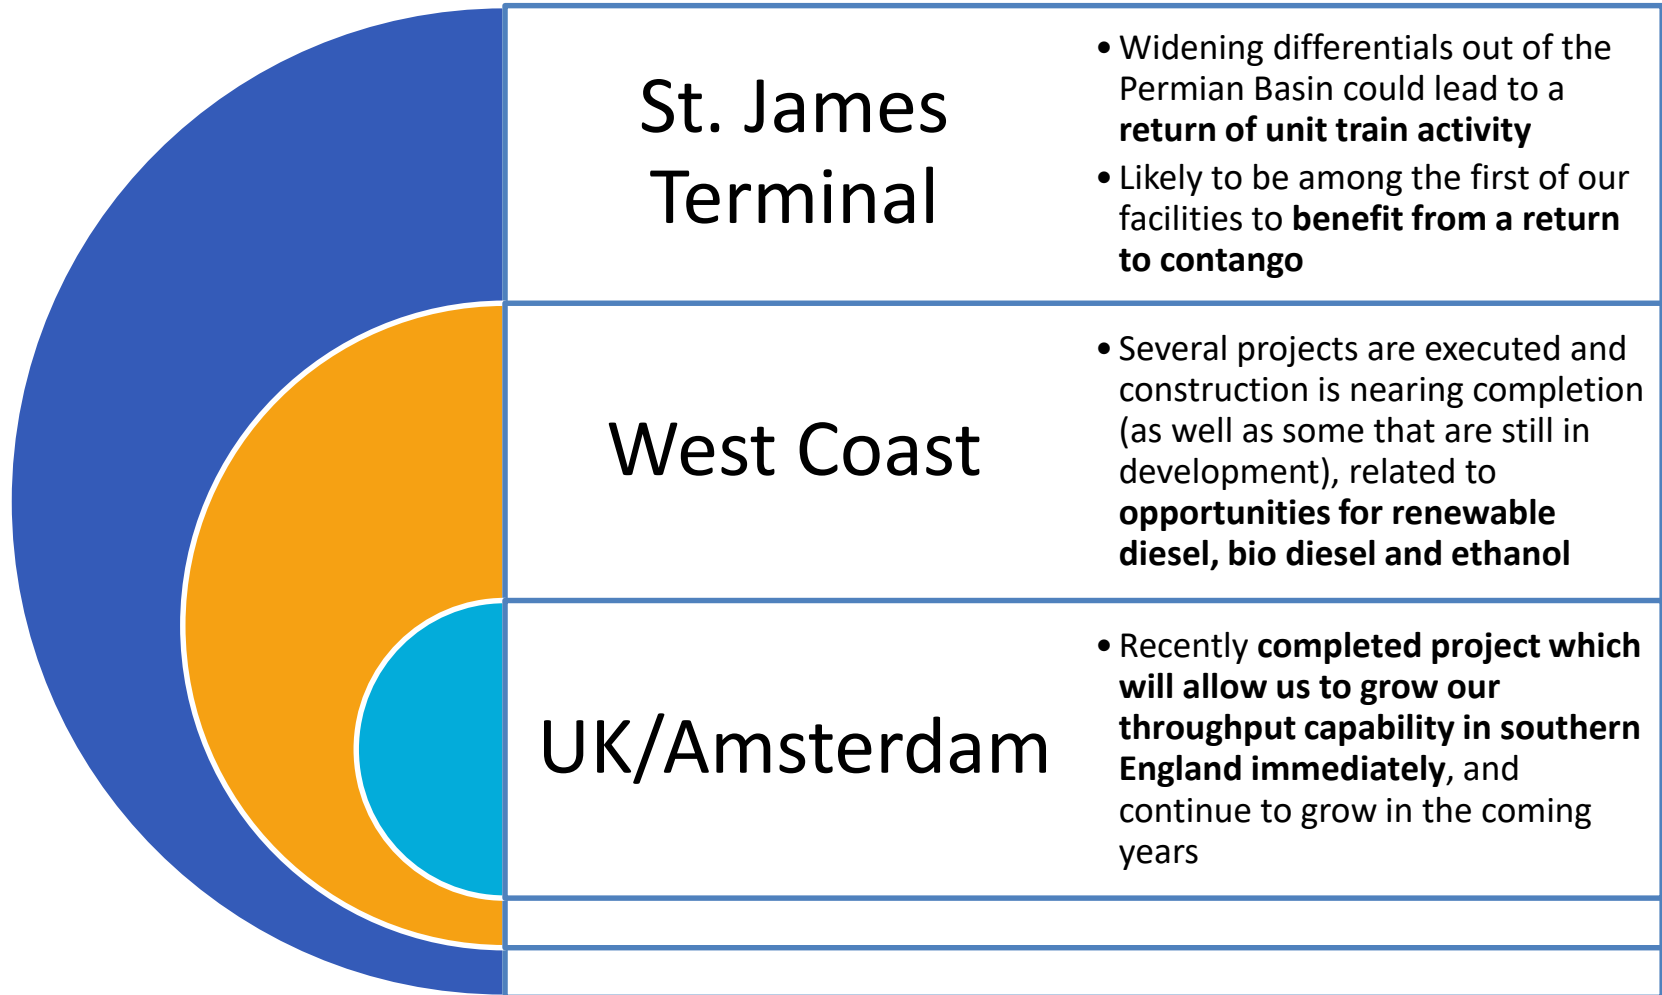 St. James
Terminal
• Widening differentials out of the
Permian Basin could lead to a
return of unit train activity
• Likely to be among the first of our
facilities to benefit from a return
to contango
West Coast
• Several projects are executed and
construction is nearing completion
(as well as some that are still in
development), related to
opportunities for renewable
diesel, bio diesel and ethanol
UK/Amsterdam
• Recently completed project which
will allow us to grow our
throughput capability in southern
England immediately, and
continue to grow in the coming
years